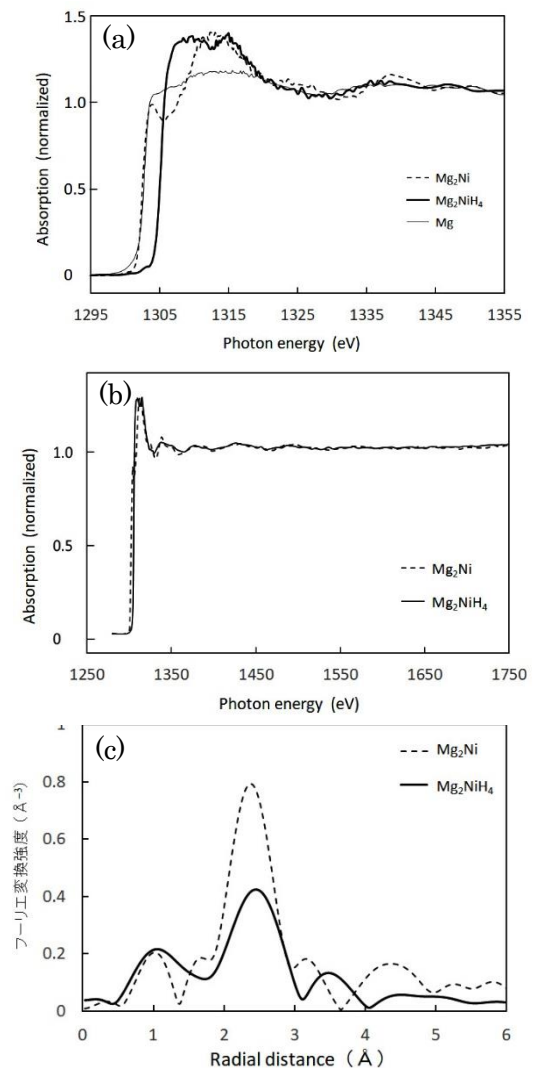 (a)
1.5
1.0
0.5
0
Absorption (normalized)
Mg₂Ni
Mg₂NiH₄
Mg
1295 1305 1315 1325 1335 1345 1355
Photon energy (eV)
(b)
1.0
0.5
0
Absorption (normalized)
Mg₂Ni
Mg₂NiH₄
1250 1350 1450 1550 1650 1750
Photon energy (eV)
(c)
1
0.8
0.6
0.4
0.2
0
フーリエ変換強度(Å⁻³)
Mg₂Ni
Mg₂NiH₄
0 1 2 3 4 5 6
Radial distance (Å)